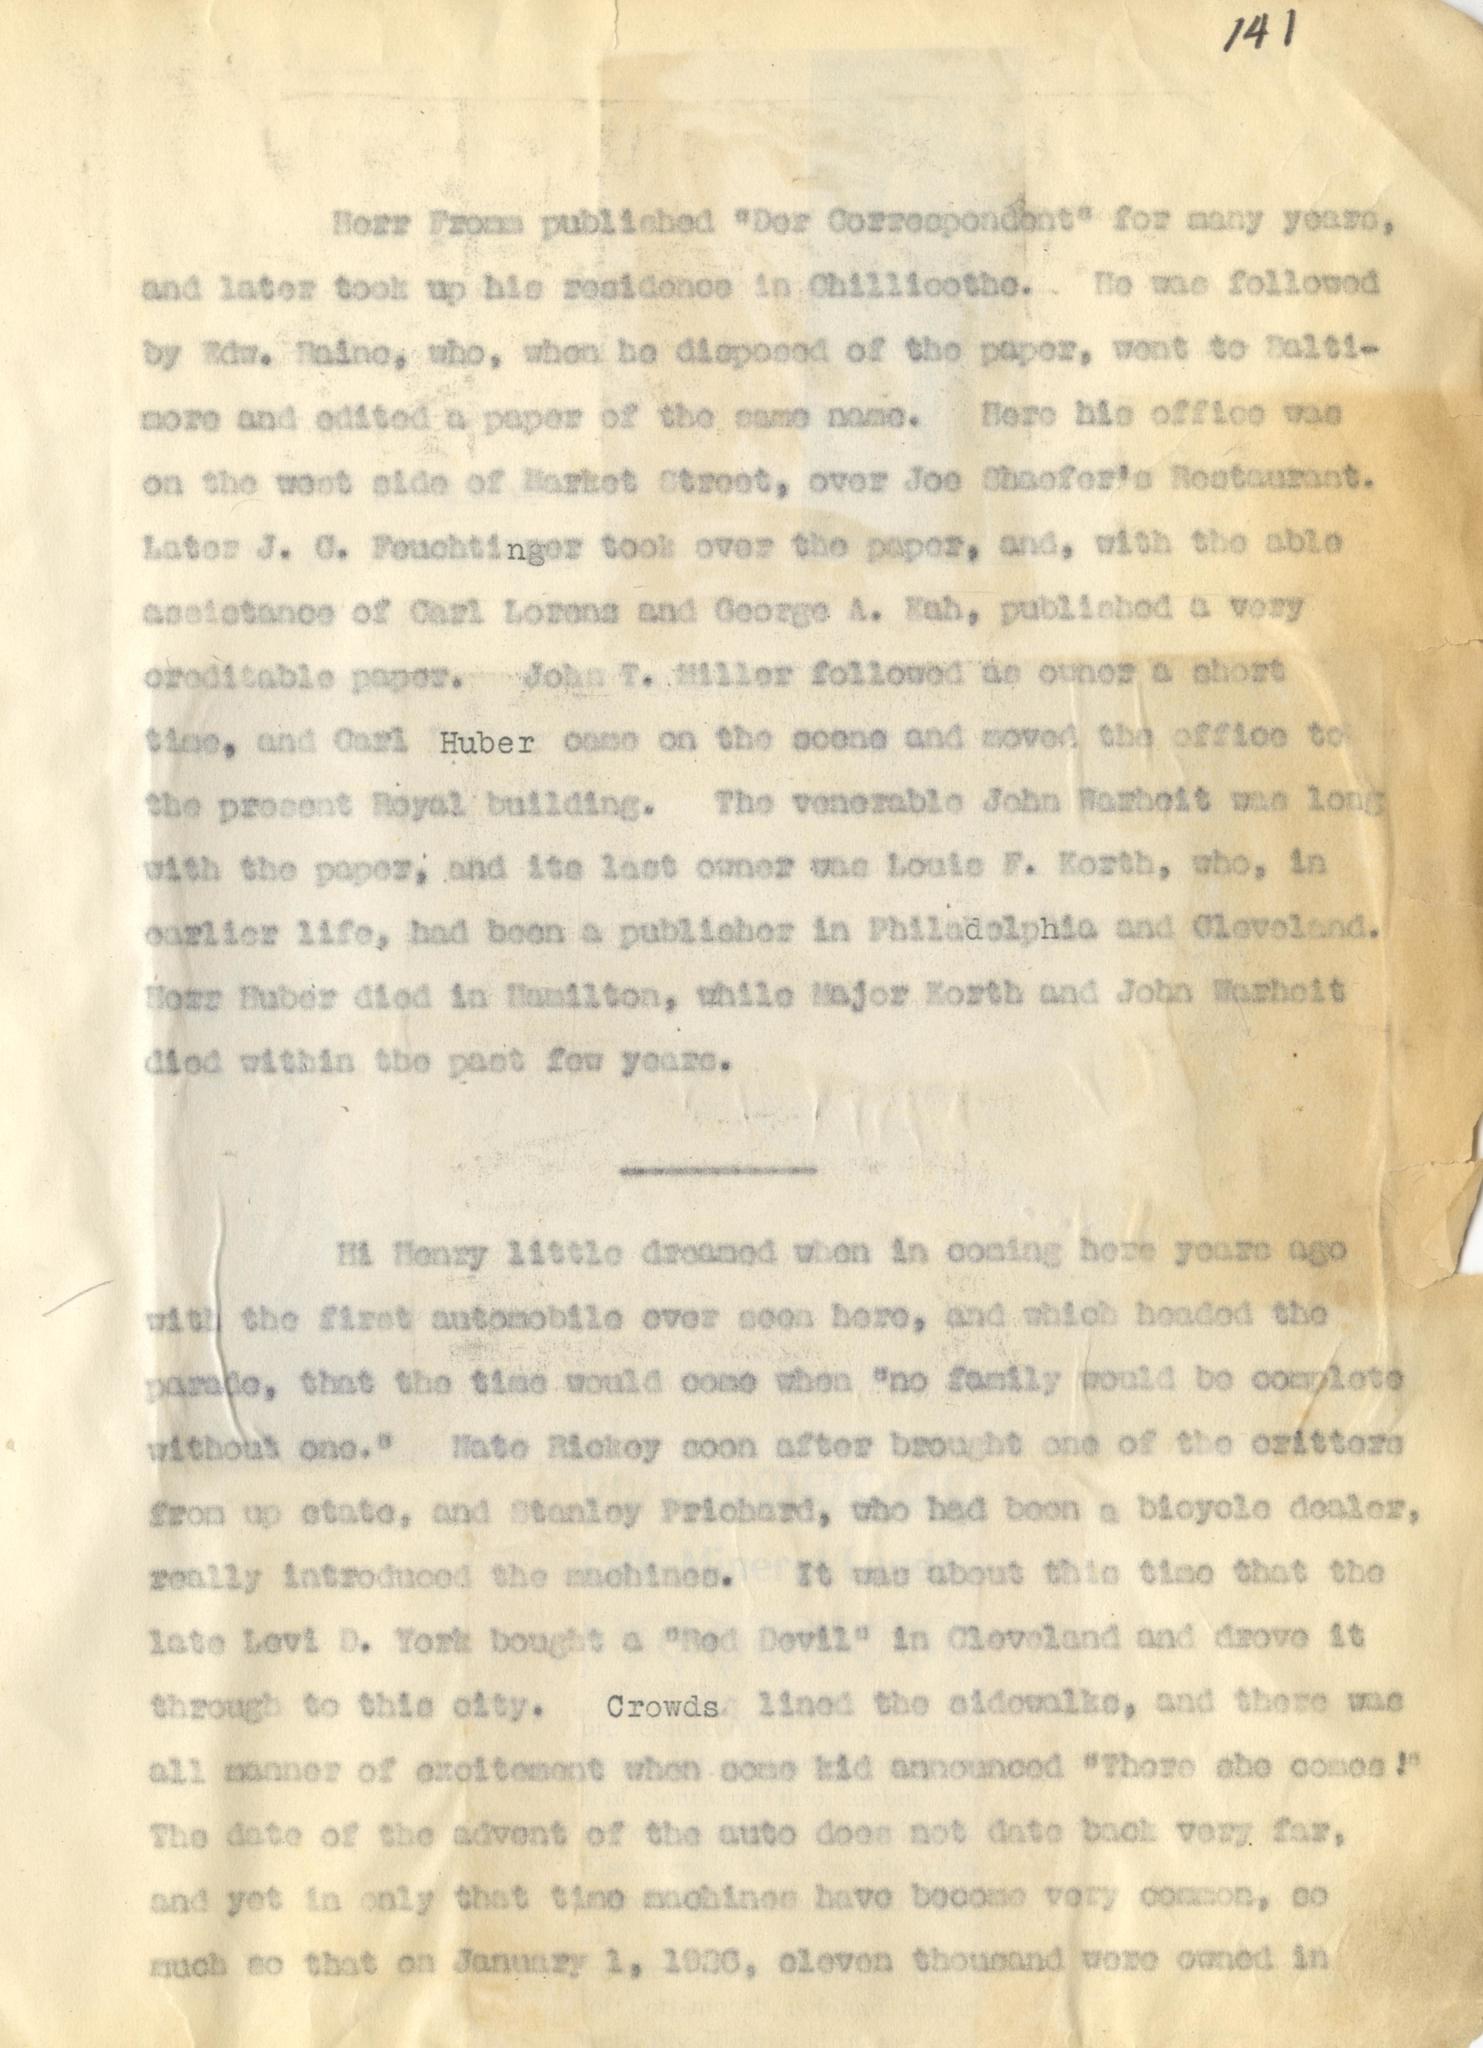 141
Herr Fromm published "Der Correspondent" for many years,
and later took up his residence in Chillicothe. He was followed
by Edw. Raine, who, when he disposed of the paper, went to Balti-
more and edited a paper of the same name. Here his office was
on the west side of Market Street, over Joe Shaefer's Restaurant.
Later J. G. Feuchtinger took over the paper, and, with the able
assistance of Carl Lorenz and George A. Kah, published a very
creditable paper. John T. Miller followed as owner a short
time, and Carl Huber came on the scene and moved the office to
the present Royal building. The venerable John Warheit was long
with the paper, and its last owner was Louis F. Korth, who, in
earlier life, had been a publisher in Philadelphia and Cleveland.
Herr Huber died in Hamilton, while Major Korth and John Warheit
died within the past few years.
Hi Henry little dreamed when in coming here years ago
with the first automobile ever seen here, and which headed the
parade, that the time would come when "no family would be complete
without one." Nate Rickey soon after brought one of the critters
from up state, and Stanley Prichard, who had been a bicycle dealer,
really introduced the machines. It was about this time that the
late Levi D. York bought a "Red Devil" in Cleveland and drove it
through to this city. Crowds lined the sidewalks, and there was
all manner of excitement when some kid announced "There she comes!"
The date of the advent of the auto does not date back very far,
and yet in only that time machines have become very common, so
much so that on January 1, 1926, eleven thousand were owned in